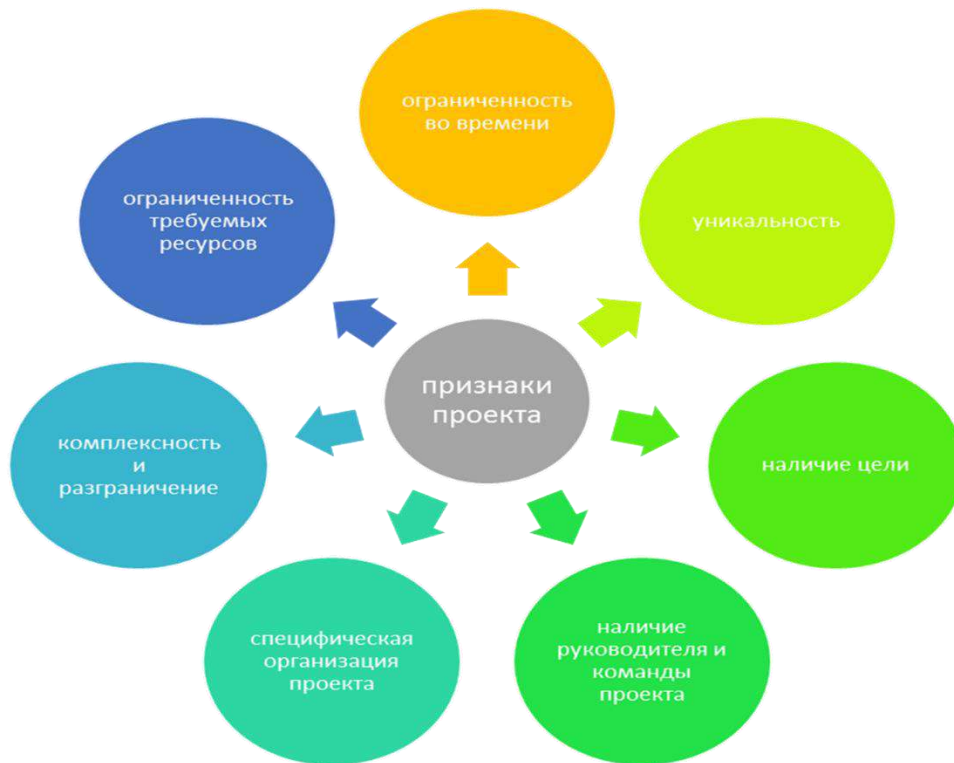 ограниченность
во времени
уникальность
наличие цели
наличие
руководителя и
команды
проекта
специфическая
организация
проекта
комплексность
и
разграничение
ограниченность
требуемых
ресурсов
признаки
проекта